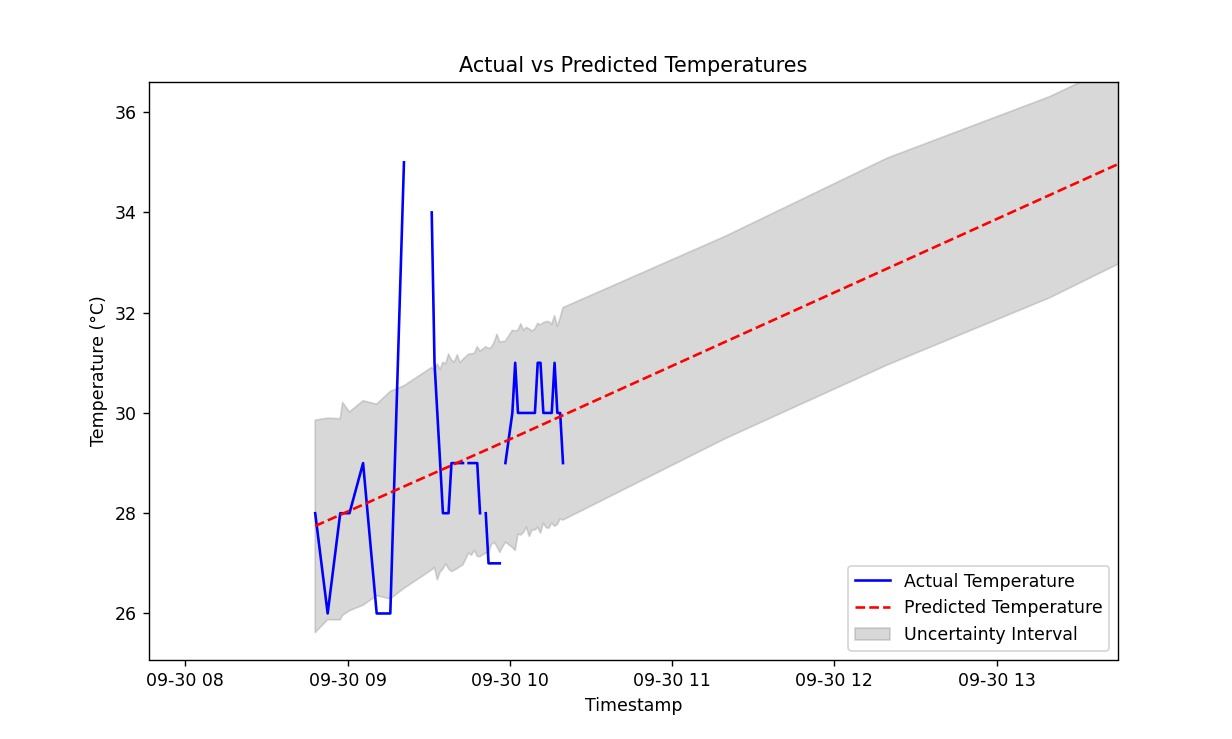 Actual vs Predicted Temperatures
36
34
32
30
28
26
Temperature (°C)
09-30 08 09-30 09 09-30 10 09-30 11 09-30 12 09-30 13
Timestamp
Actual Temperature
Predicted Temperature
Uncertainty Interval